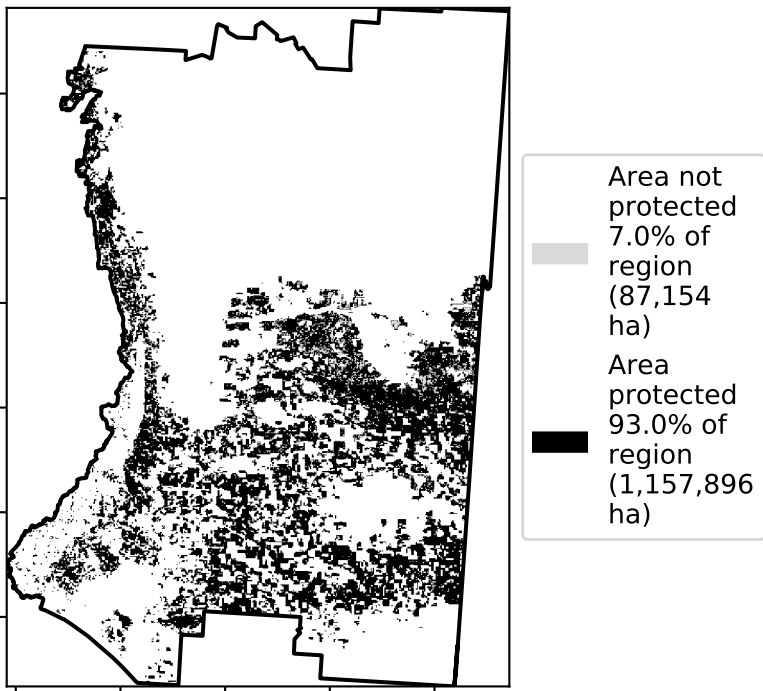 Area not
protected
7.0% of
region
(87,154
ha)
Area
protected
93.0% of
region
(1,157,896
ha)